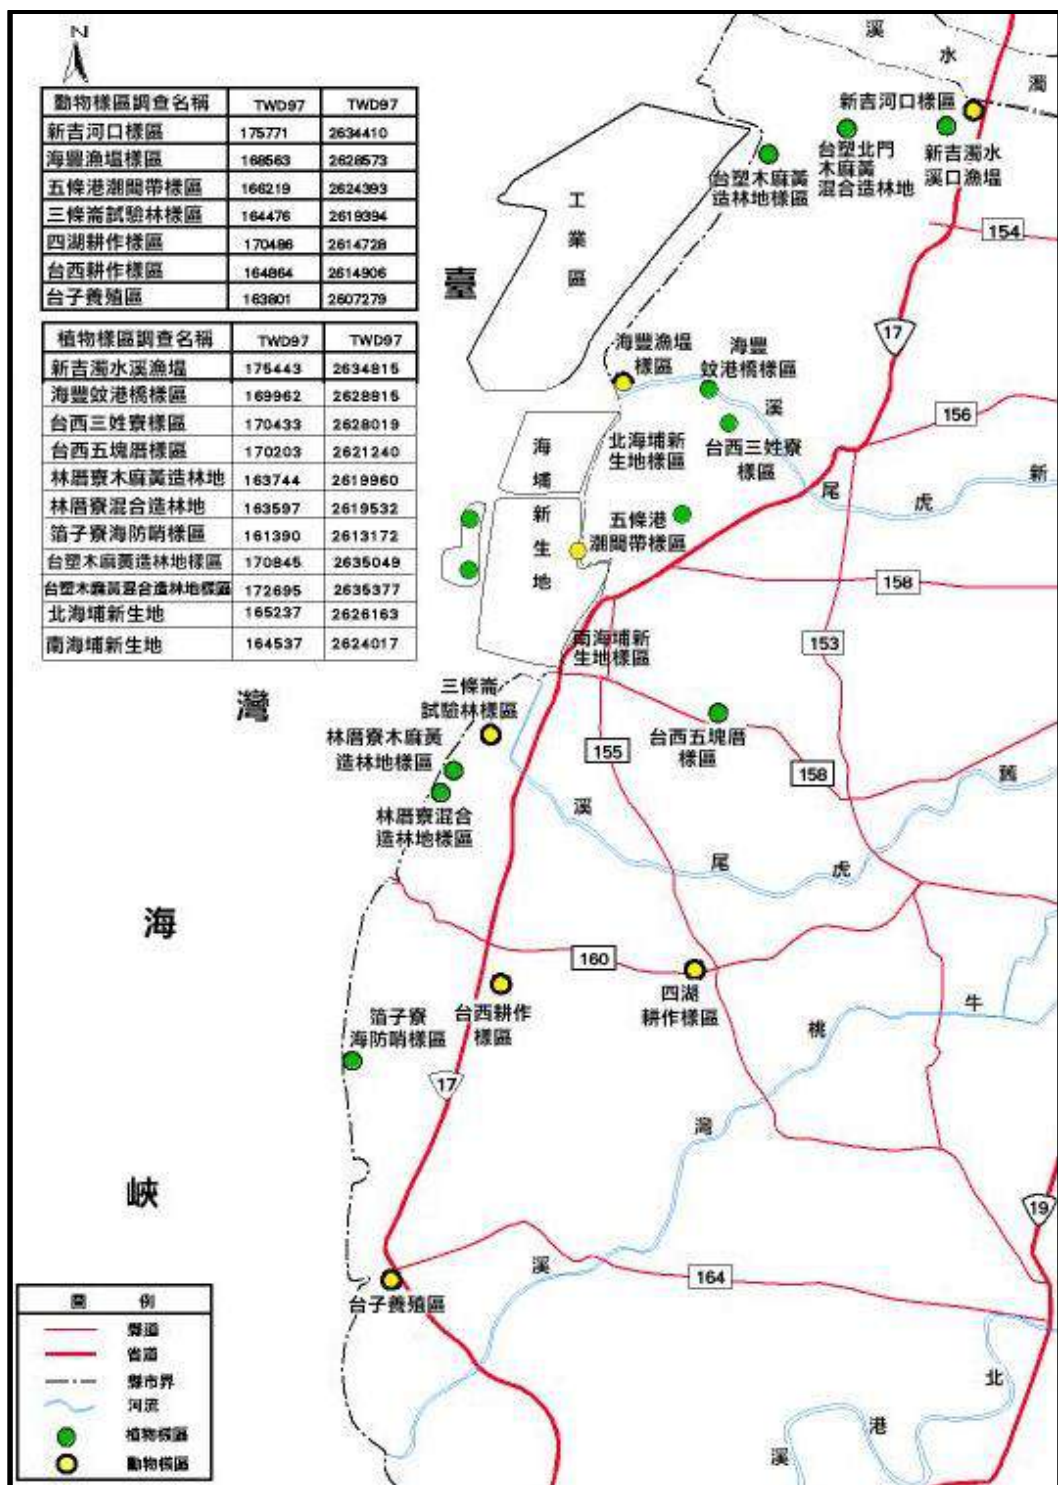 N
動物樣區調查名稱 TWD97 TWD97
新吉河口樣區 175771 2634410
海豐漁塭樣區 168563 2628573
五條港潮間帶樣區 166219 2624393
三條崙試驗林樣區 164476 2619394
四湖耕作樣區 170486 2614728
台西耕作樣區 164864 2614906
台子養殖區 163801 2607279
植物樣區調查名稱 TWD97 TWD97
新吉濁水溪漁塭 175443 2634815
海豐蚊港橋樣區 169962 2628815
台西三姓寮樣區 170433 2628019
台西五塊厝樣區 170203 2621240
林厝寮木麻黃造林地 163744 2619960
林厝寮混合造林地 163597 2619532
箔子寮海防哨樣區 161390 2613172
台塑木麻黃造林地樣區 170845 2635049
台塑木麻黃混合造林地樣區 172695 2635377
北海埔新生地 165237 2626163
南海埔新生地 164537 2624017
溪
水
濁
新吉河口樣區
台塑木麻黃
造林地樣區
台塑北門
木麻黃
混合造林地
新吉濁水
溪口漁塭
154
工
業
區
臺
17
海豐漁塭
樣區
海豐
蚊港橋樣區
溪
156
海
埔
新
生
地
北海埔新
生地樣區
台西三姓寮
樣區
尾
虎
新
五條港
潮間帶樣區
158
南海埔新
生地樣區
153
灣
三條崙
試驗林樣區
林厝寮木麻黃
造林地樣區
155
台西五塊厝
樣區
158
舊
林厝寮混合
造林地樣區
溪
尾
虎
海
160
四湖
耕作樣區
台西耕作
樣區
箔子寮
海防哨樣區
牛
桃
17
灣
峽
19
溪
164
台子養殖區
北
港
溪
圖 例
縣道
省道
縣市界
河流
植物樣區
動物樣區